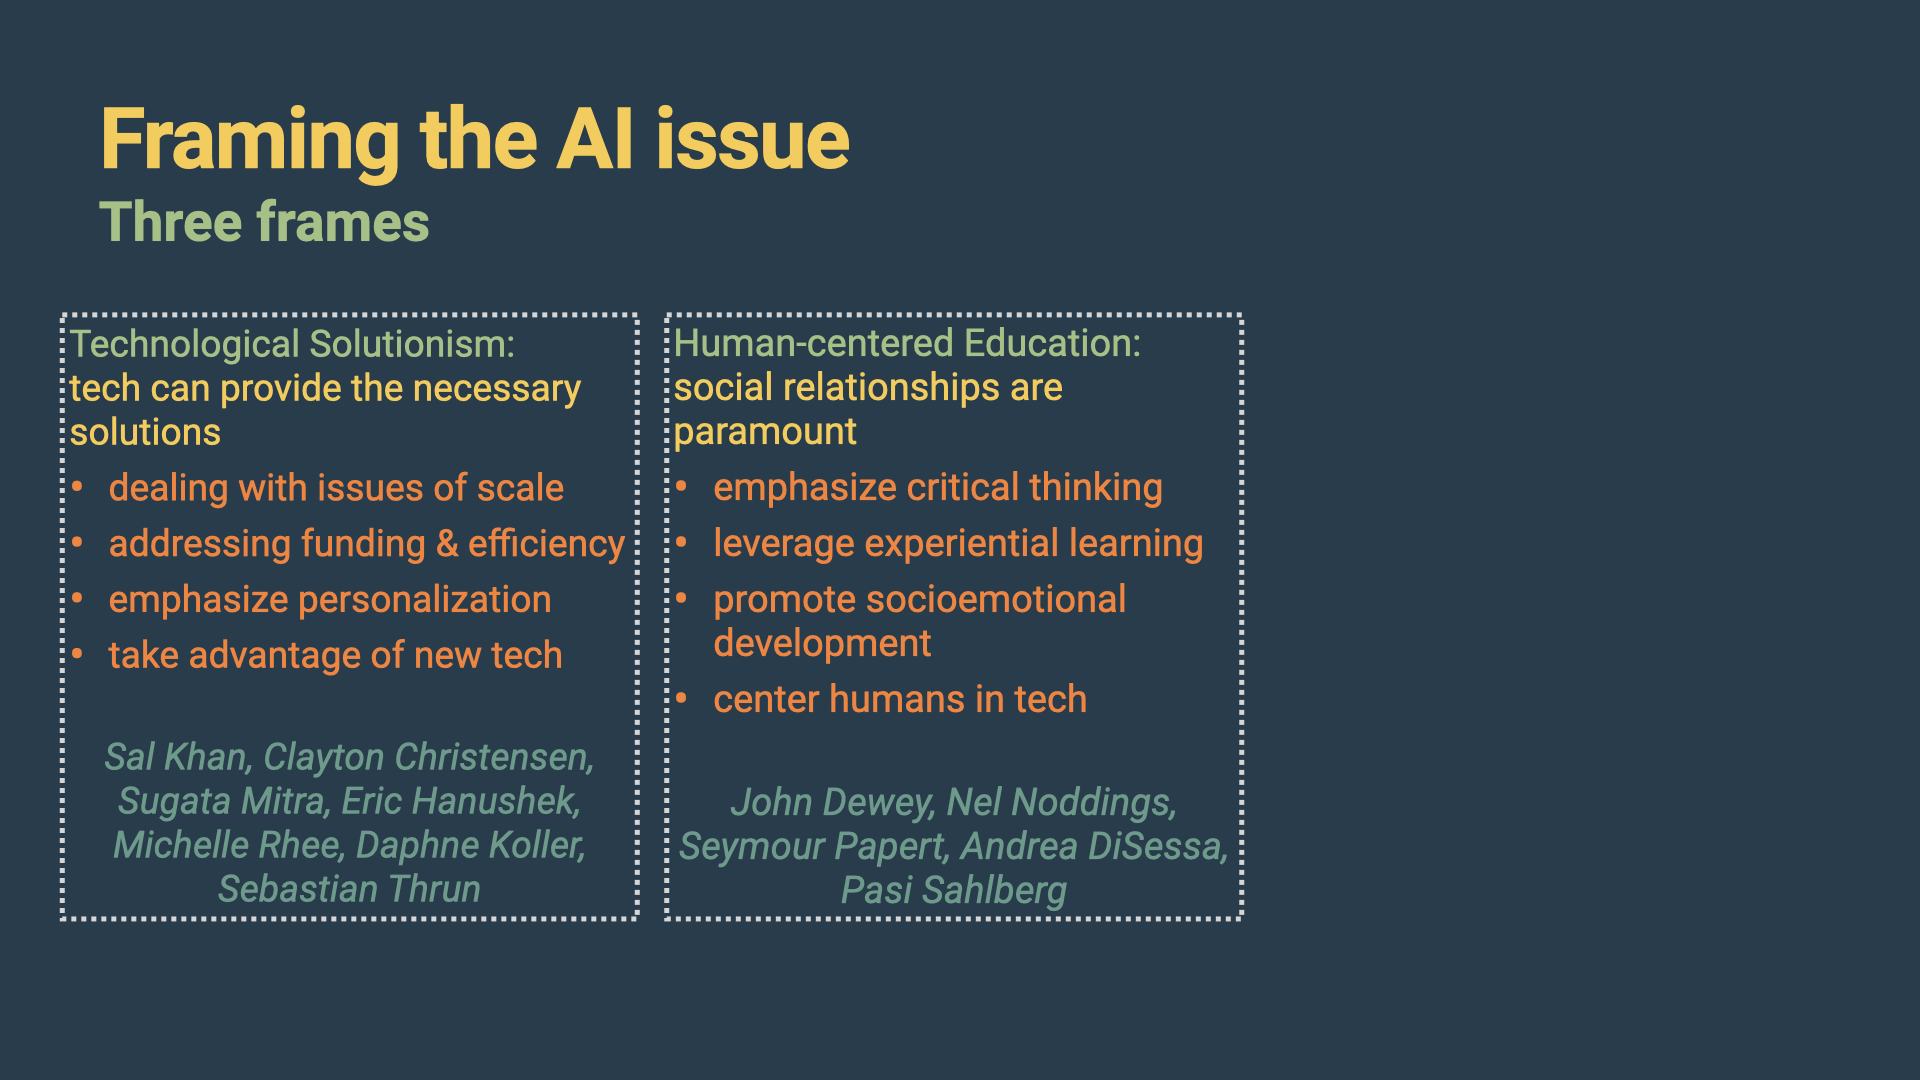 Framing the AI issue
Three frames
Technological Solutionism:
tech can provide the necessary
solutions
• dealing with issues of scale
• addressing funding & efficiency
• emphasize personalization
• take advantage of new tech
Sal Khan, Clayton Christensen,
Sugata Mitra, Eric Hanushek,
Michelle Rhee, Daphne Koller,
Sebastian Thrun
Human-centered Education:
social relationships are
paramount
• emphasize critical thinking
• leverage experiential learning
• promote socioemotional
development
• center humans in tech
John Dewey, Nel Noddings,
Seymour Papert, Andrea DiSessa,
Pasi Sahlberg